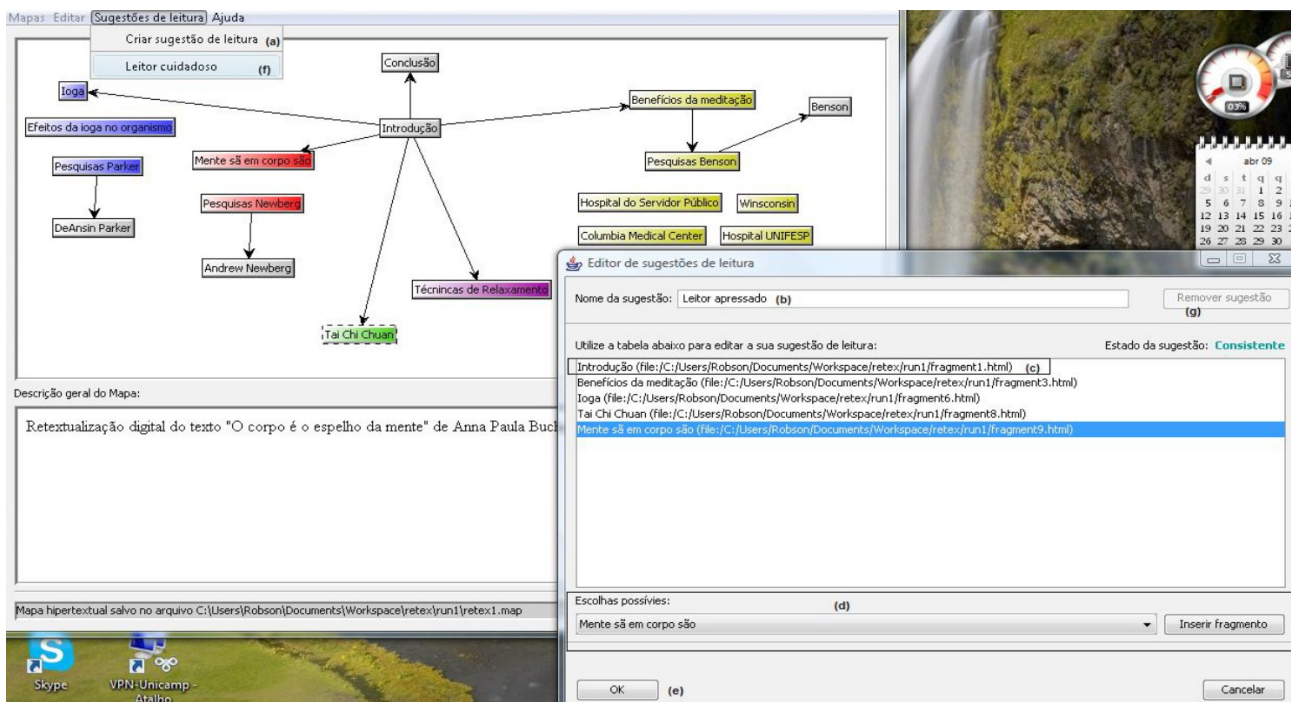 Mapas Editar Sugestões de leitura Ajuda
Criar sugestão de leitura (a)
Leitor cuidadoso (f)
Conclusão
Ioga
Benefícios da meditação
Benson
Efeitos da ioga no organismo
Introdução
Mente sã em corpo são
Pesquisas Parker
Pesquisas Benson
Pesquisas Newberg
Hospital do Servidor Público
Winsconsin
DeAnsin Parker
Columbia Medical Center
Hospital UNIFESP
Andrew Newberg
Técnincas de Relaxamento
Tai Chi Chuan
Descrição geral do Mapa:
Retextualização digital do texto "O corpo é o espelho da mente" de Anna Paula Buch
Mapa hipertextual salvo no arquivo C:\Users\Robson\Documents\Workspace\retex\run1\retex1.map
Skype
VPN-Unicamp -
Atalho
03%
abr 09
d s t q q
29 30 31 1 2
5 6 7 8 9
12 13 14 15 16
19 20 21 22 23
26 27 28 29 30
Editor de sugestões de leitura
Nome da sugestão: Leitor apressado (b) Remover sugestão
(g)
Utilize a tabela abaixo para editar a sua sugestão de leitura: Estado da sugestão: Consistente
Introdução (file:/C:/Users/Robson/Documents/Workspace/retex/run1/fragment1.html) (c)
Benefícios da meditação (file:/C:/Users/Robson/Documents/Workspace/retex/run1/fragment3.html)
Ioga (file:/C:/Users/Robson/Documents/Workspace/retex/run1/fragment6.html)
Tai Chi Chuan (file:/C:/Users/Robson/Documents/Workspace/retex/run1/fragment8.html)
Mente sã em corpo são (file:/C:/Users/Robson/Documents/Workspace/retex/run1/fragment9.html)
Escolhas possívies: (d)
Mente sã em corpo são Inserir fragmento
OK (e) Cancelar